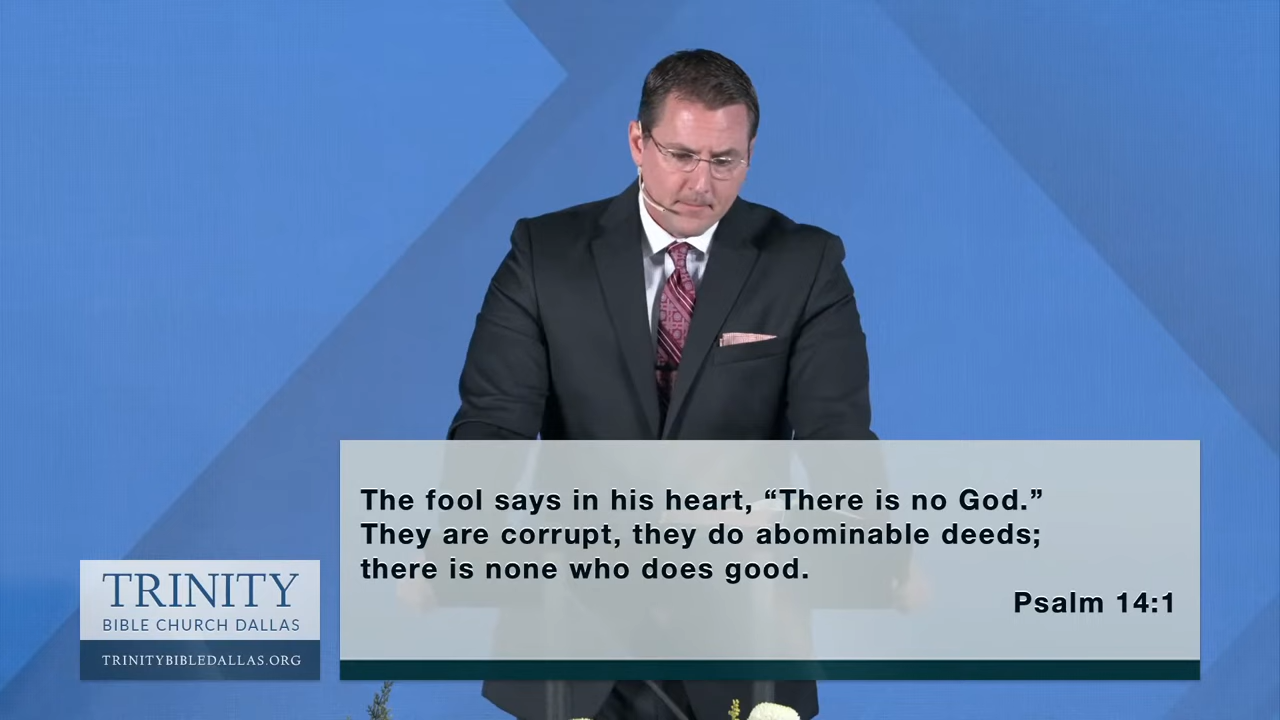 The fool says in his heart, “There is no God.”
They are corrupt, they do abominable deeds;
there is none who does good.
Psalm 14:1
TRINITY
BIBLE CHURCH DALLAS
TRINITYBIBLEDALLAS.ORG